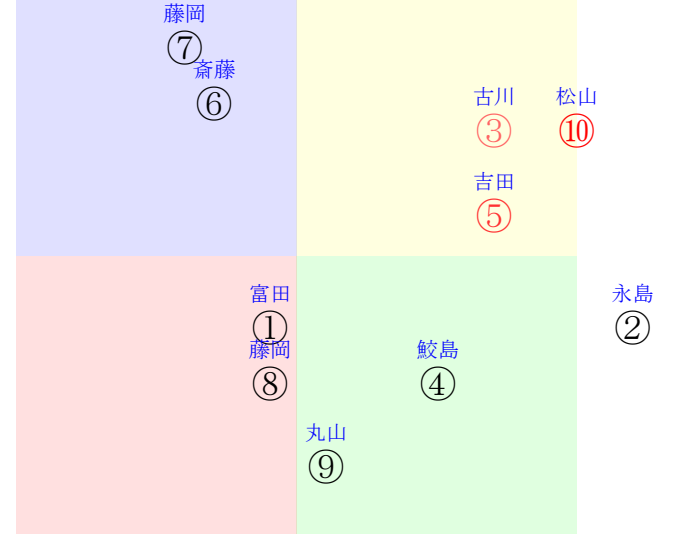 藤岡
⑦
斎藤
⑥
古川
③
松山
⑩
吉田
⑤
富田
①
永島
②
藤岡
⑧
鮫島
④
丸山
⑨